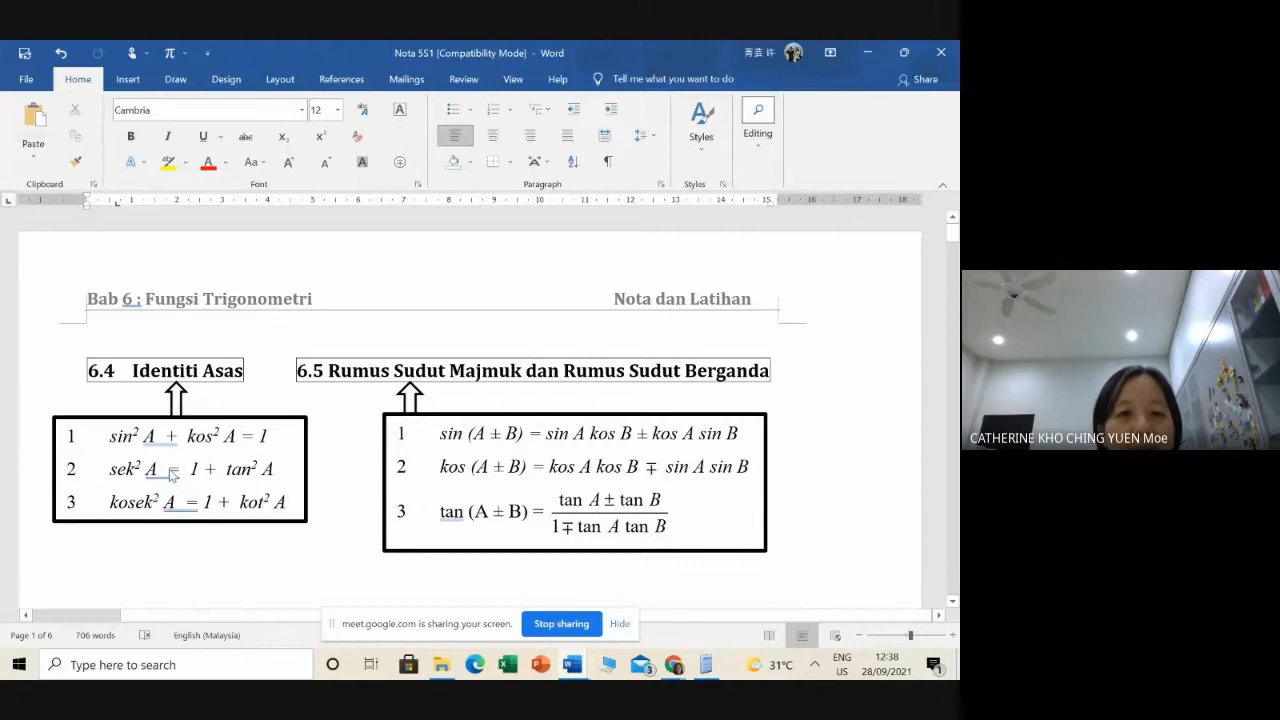 Nota 5S1 [Compatibility Mode] - Word
菁芸 许
File Home Insert Draw Design Layout References Mailings Review View Help Tell me what you want to do Share
Cambria 12
Paste
Styles
Editing
Clipboard Font Paragraph Styles
Bab 6 : Fungsi Trigonometri Nota dan Latihan
6.4 Identiti Asas
6.5 Rumus Sudut Majmuk dan Rumus Sudut Berganda
1 sin² A + kos² A = 1
2 sek² A = 1 + tan² A
3 kosek² A = 1 + kot² A
1 sin (A ± B) = sin A kos B ± kos A sin B
2 kos (A ± B) = kos A kos B ∓ sin A sin B
3 tan (A ± B) = (tan A ± tan B) / (1 ∓ tan A tan B)
CATHERINE KHO CHING YUEN Moe
meet.google.com is sharing your screen. Stop sharing Hide
Page 1 of 6 706 words English (Malaysia)
Type here to search
31°C
ENG
US
12:38
28/09/2021